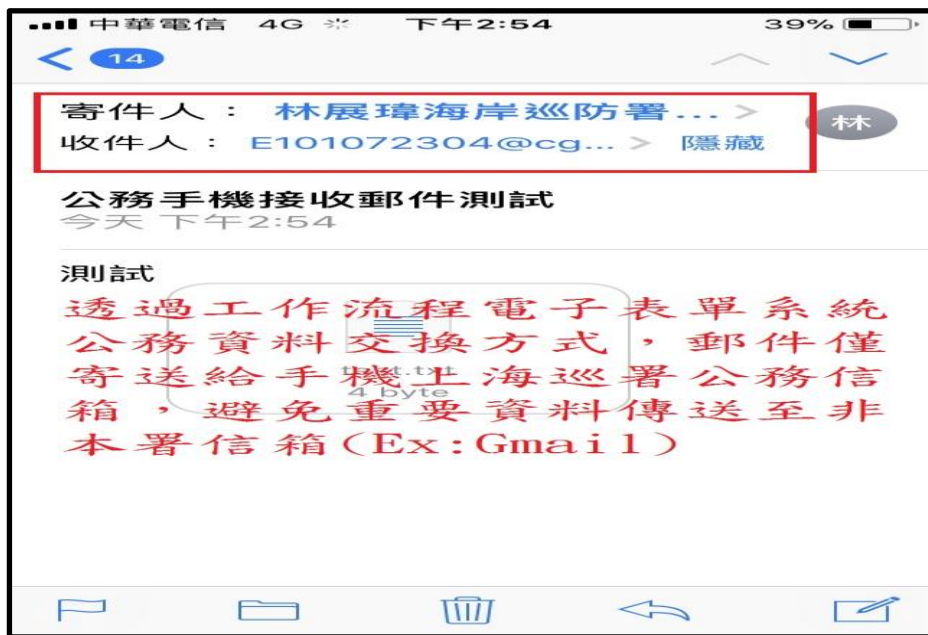 中華電信 4G 下午2:54 39%
14
寄件人： 林展瑋海岸巡防署...
林
收件人： E101072304@cg... 隱藏
公務手機接收郵件測試
今天 下午2:54
測試
透過工作流程電子表單系統
公務資料交換方式，郵件僅
寄送給手機上海巡署公務信
4 byte
箱，避免重要資料傳送至非
本署信箱(Ex:Gmail)